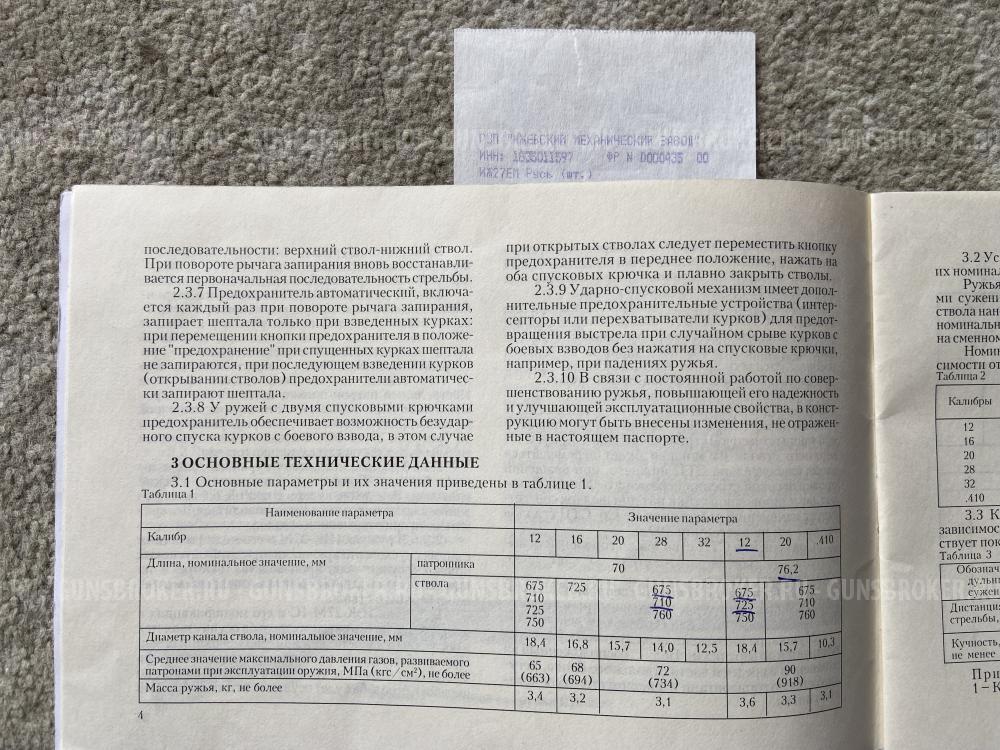 ГУП "ИЖЕВСКИЙ МЕХАНИЧЕСКИЙ ЗАВОД"
ИНН: 1835011597 ФР N 0000435 00
ИЖ27ЕМ Русь (шт.)
последовательности: верхний ствол-нижний ствол.
При повороте рычага запирания вновь восстанавли-
вается первоначальная последовательность стрельбы.
2.3.7 Предохранитель автоматический, включа-
ется каждый раз при повороте рычага запирания,
запирает шептала только при взведенных курках:
при перемещении кнопки предохранителя в положе-
ние "предохранение" при спущенных курках шептала
не запираются, при последующем взведении курков
(открывании стволов) предохранители автоматичес-
ки запирают шептала.
2.3.8 У ружей с двумя спусковыми крючками
предохранитель обеспечивает возможность безудар-
ного спуска курков с боевого взвода, в этом случае
при открытых стволах следует переместить кнопку
предохранителя в переднее положение, нажать на
оба спусковых крючка и плавно закрыть стволы.
2.3.9 Ударно-спусковой механизм имеет допол-
нительные предохранительные устройства (интер-
септоры или перехватыватели курков) для предот-
вращения выстрела при случайном срыве курков с
боевых взводов без нажатия на спусковые крючки,
например, при падениях ружья.
2.3.10 В связи с постоянной работой по совер-
шенствованию ружья, повышающей его надежность
и улучшающей эксплуатационные свойства, в конст-
рукцию могут быть внесены изменения, не отражен-
ные в настоящем паспорте.
3 ОСНОВНЫЕ ТЕХНИЧЕСКИЕ ДАННЫЕ
3.1 Основные параметры и их значения приведены в таблице 1.
Таблица 1
Наименование параметра Значение параметра
Калибр 12 16 20 28 32 12 20 .410
Длина, номинальное значение, мм патронника 70 76,2
ствола 675 725 675 675 675
710 710 725 710
725 760 750 760
750
Диаметр канала ствола, номинальное значение, мм 18,4 16,8 15,7 14,0 12,5 18,4 15,7 10,3
Среднее значение максимального давления газов, развиваемого 65 68 72 90
патронами при эксплуатации оружия, МПа (кгс/см²), не более (663) (694) (734) (918)
Масса ружья, кг, не более 3,4 3,2 3,1 3,6 3,3 3,1
4
3.2 Ус
их номинал
Ружья
ми сужени
ствола нан
номинальн
на сменном
Номин
симости от
Таблица 2
Калибры
12
16
20
28
32
.410
3.3 К
зависимос
ствует пок
Таблица 3
Обознач
дульн
сужен
Дистанци
стрельбы,
Кучность,
не менее
При
1 – К
GUNSBROKER.RU